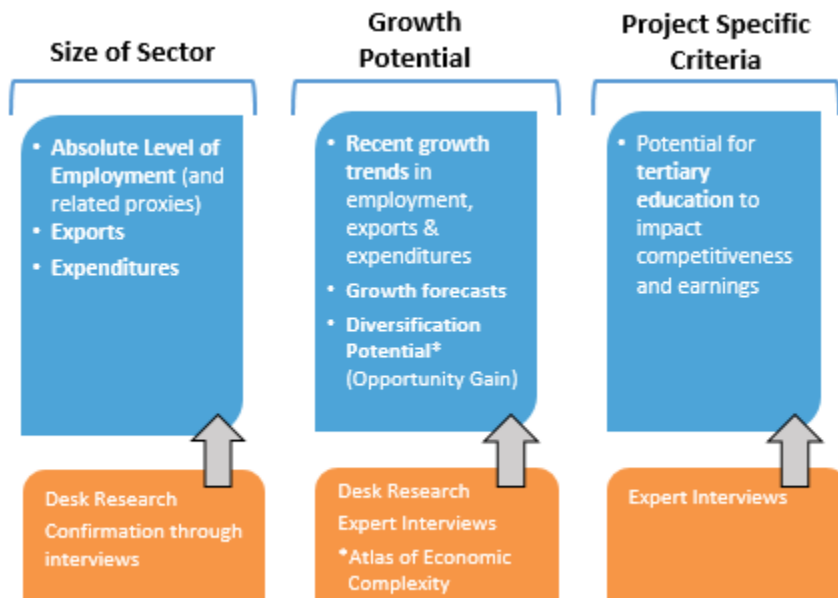 Size of Sector
• Absolute Level of
Employment (and
related proxies)
• Exports
• Expenditures
Desk Research
Confirmation through
interviews
Growth
Potential
• Recent growth
trends in
employment,
exports &
expenditures
• Growth forecasts
• Diversification
Potential*
(Opportunity Gain)
Desk Research
Expert Interviews
*Atlas of Economic
Complexity
Project Specific
Criteria
• Potential for
tertiary
education to
impact
competitiveness
and earnings
Expert Interviews